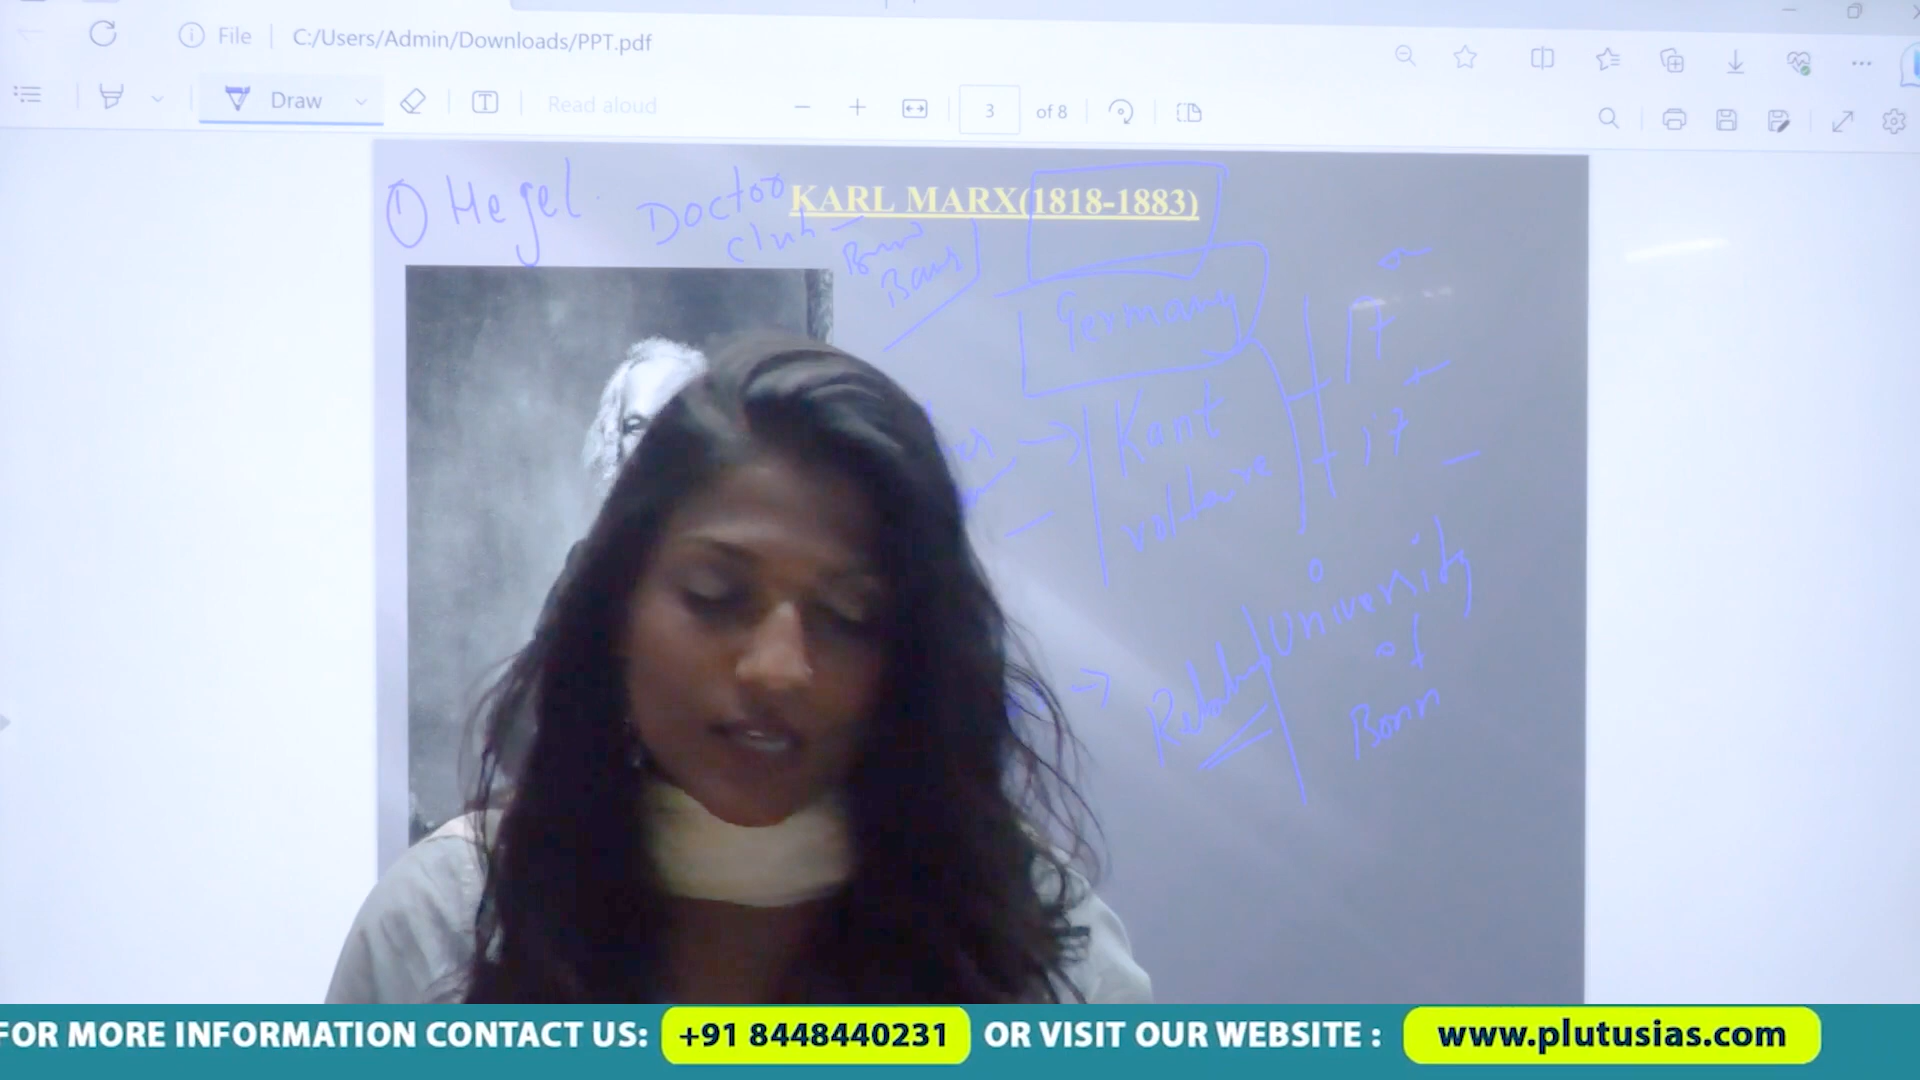 File
C:/Users/Admin/Downloads/PPT.pdf
Draw
Read aloud
3 of 8
KARL MARX(1818-1883)
① Hegel
Doctor
club
Germany
Kant
voltaire
17
17
University
of
Bonn
FOR MORE INFORMATION CONTACT US: +91 8448440231 OR VISIT OUR WEBSITE : www.plutusias.com